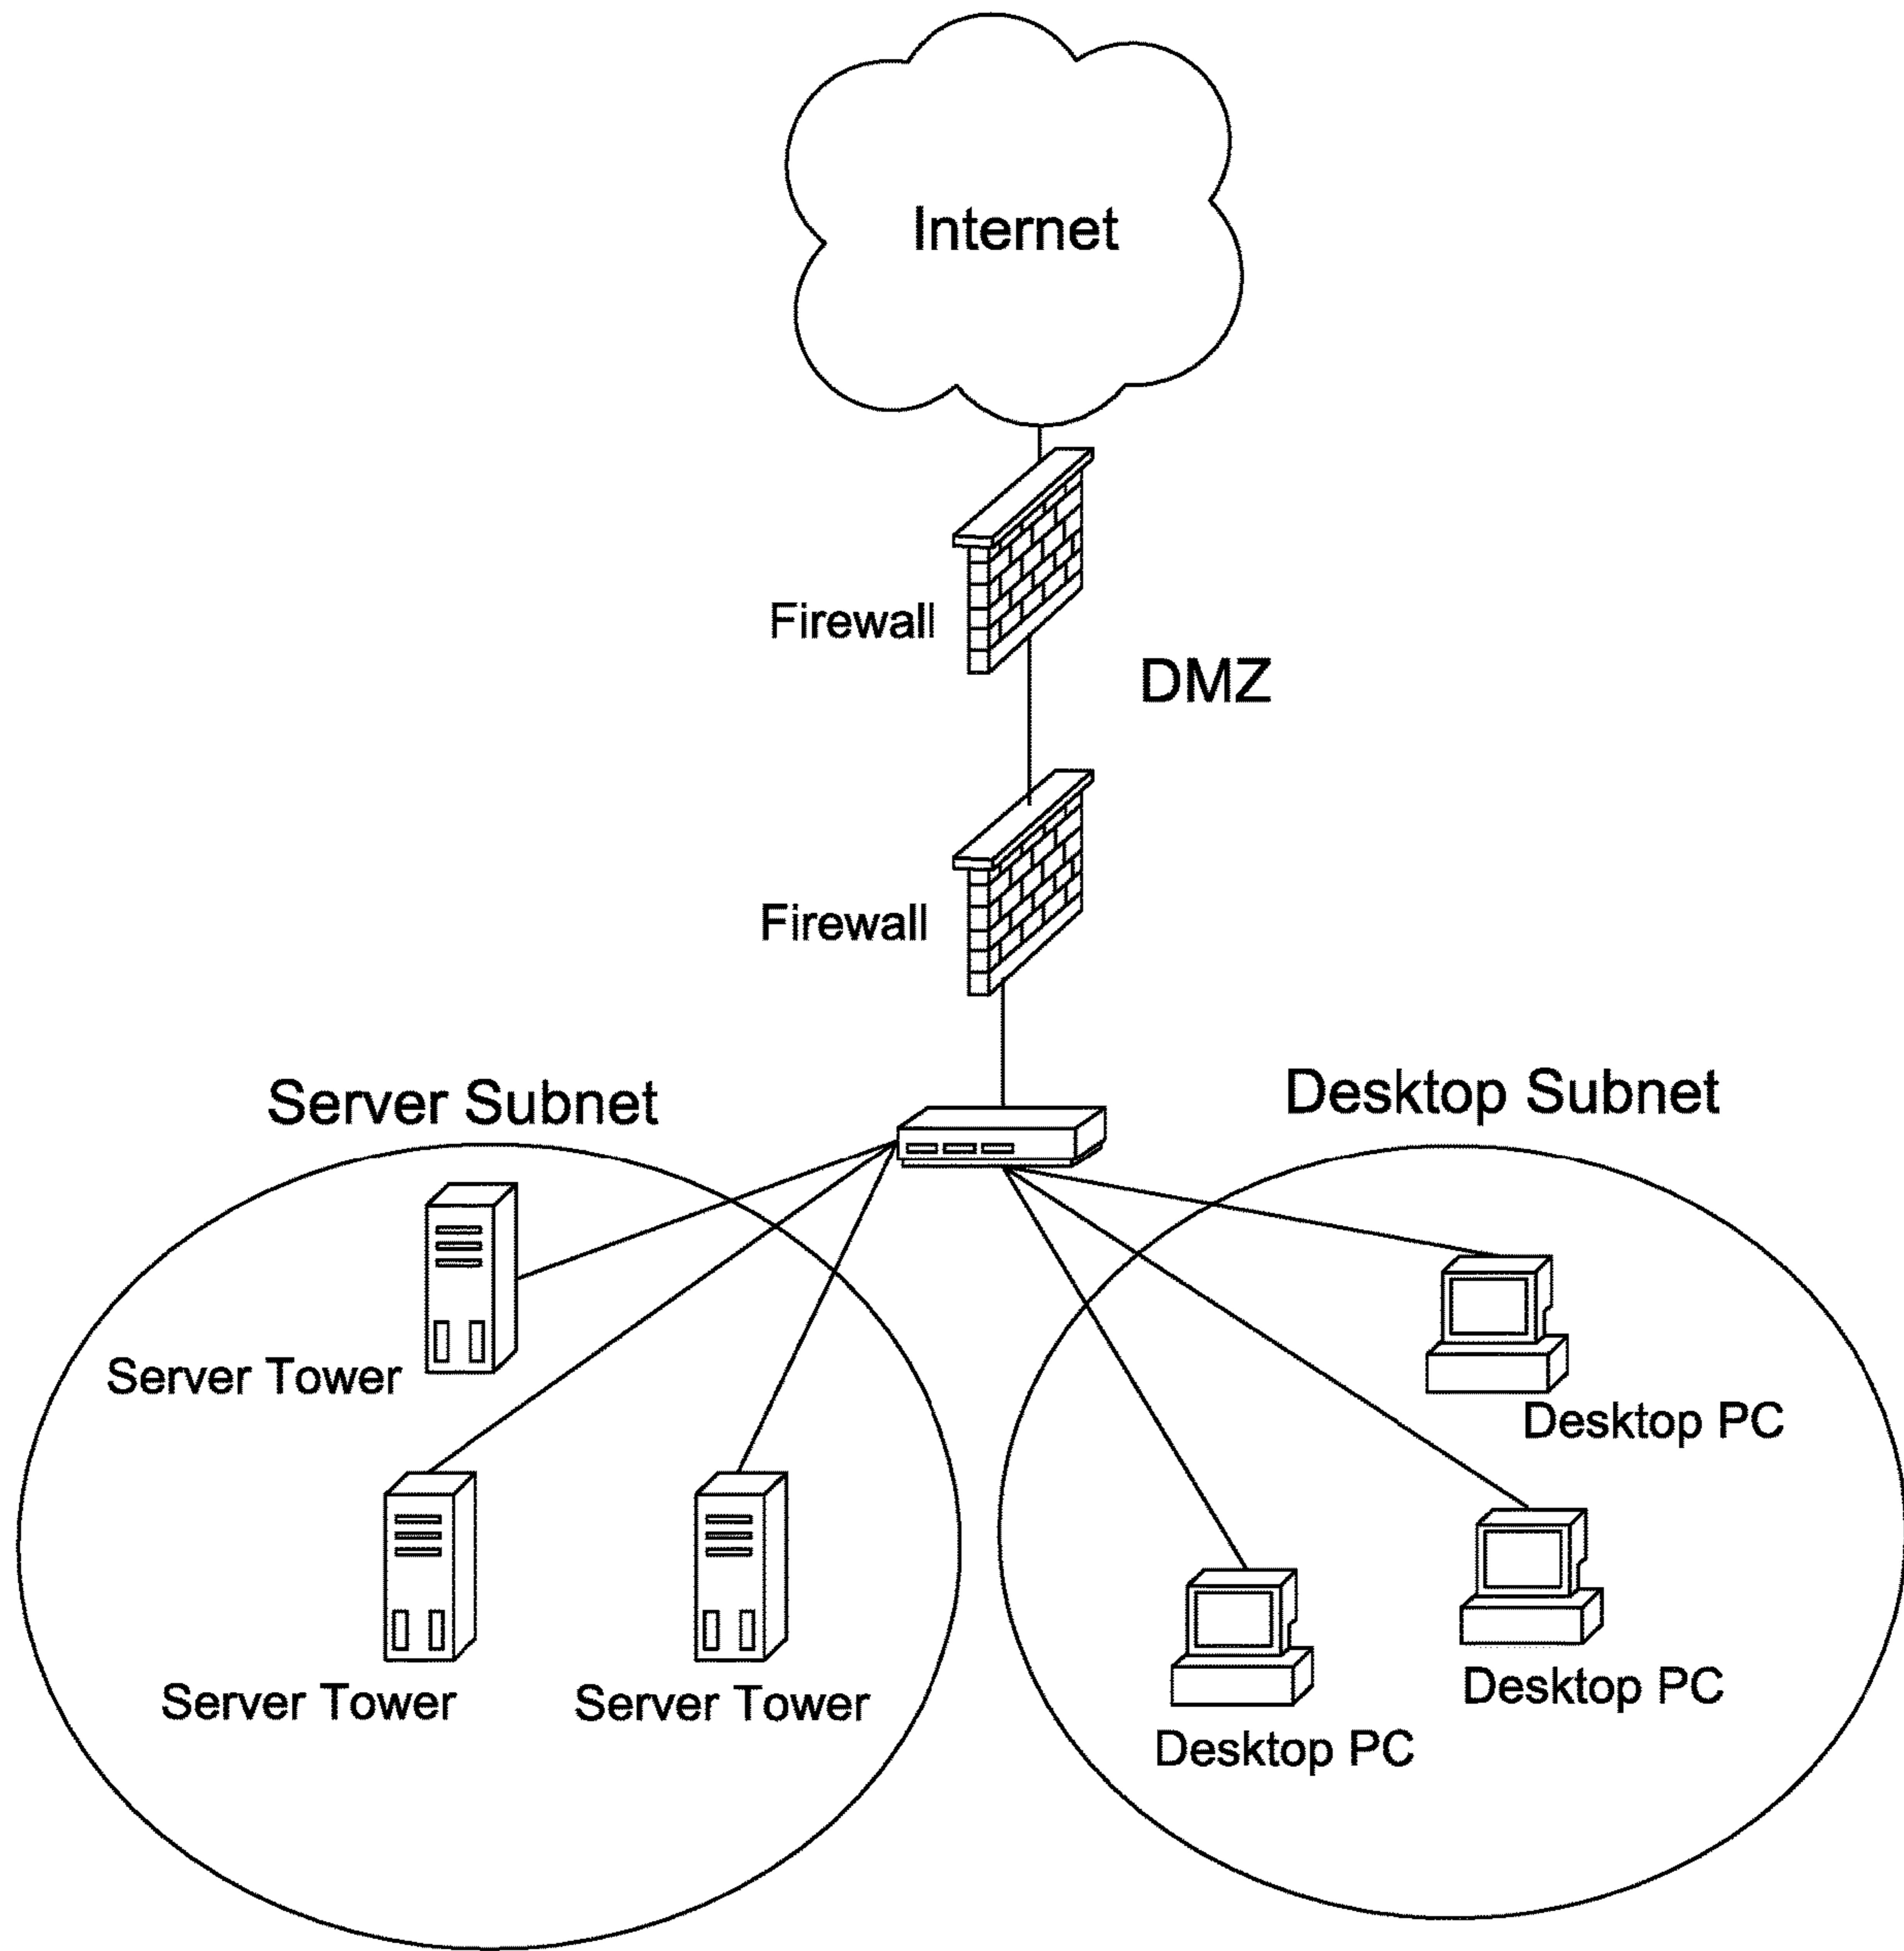 Internet
Firewall
DMZ
Firewall
Server Subnet
Desktop Subnet
Server Tower
Desktop PC
Server Tower
Server Tower
Desktop PC
Desktop PC